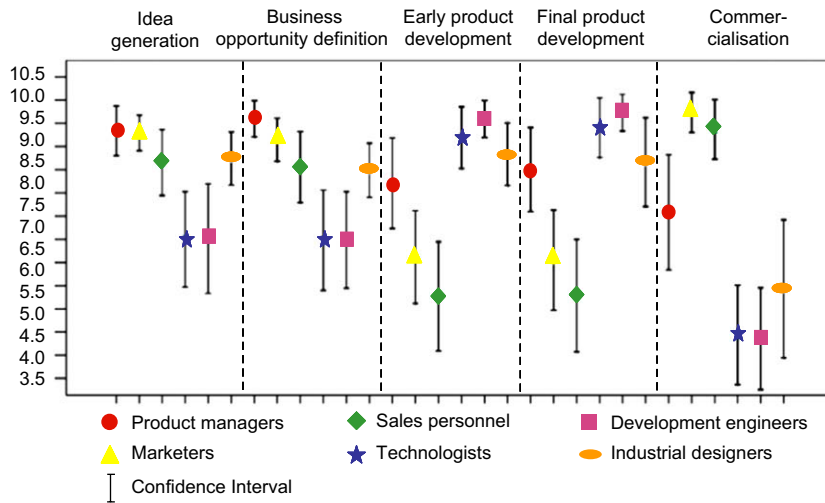 Idea
generation
Business
opportunity definition
Early product
development
Final product
development
Commer-
cialisation
10.5
10.0
9.5
9.0
8.5
8.0
7.0
6.5
6.0
5.5
5.0
4.5
4.0
3.5
Product managers
Sales personnel
Development engineers
Marketers
Technologists
Industrial designers
Confidence Interval